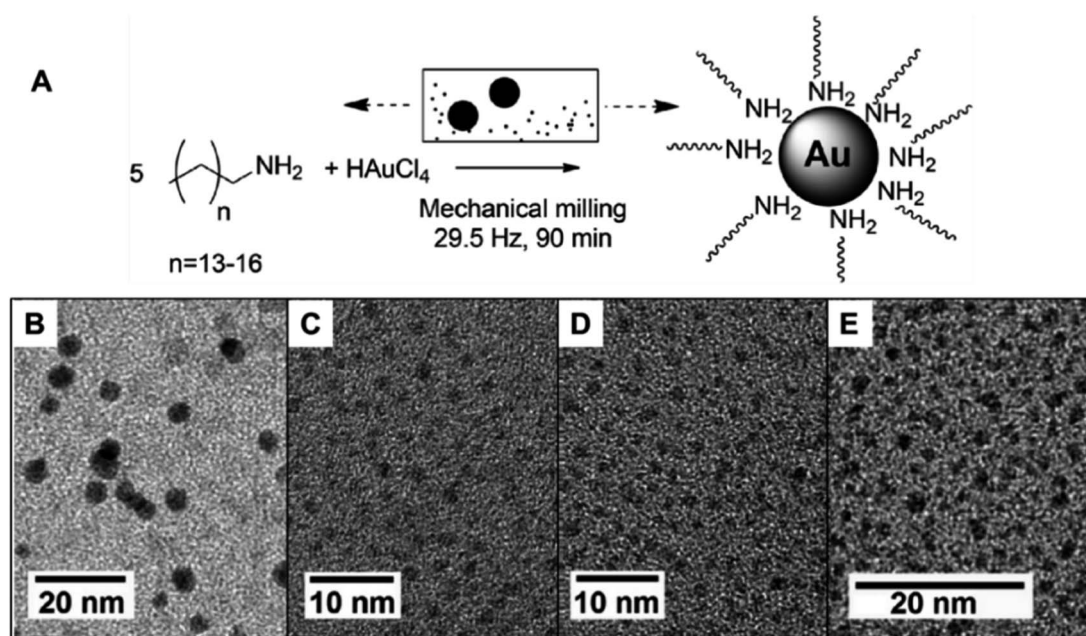 A
5
n
NH2
+ HAuCl4
Mechanical milling
29.5 Hz, 90 min
n=13-16
Au
NH2
NH2
NH2
NH2
NH2
NH2
NH2
NH2
B
20 nm
C
10 nm
D
10 nm
E
20 nm